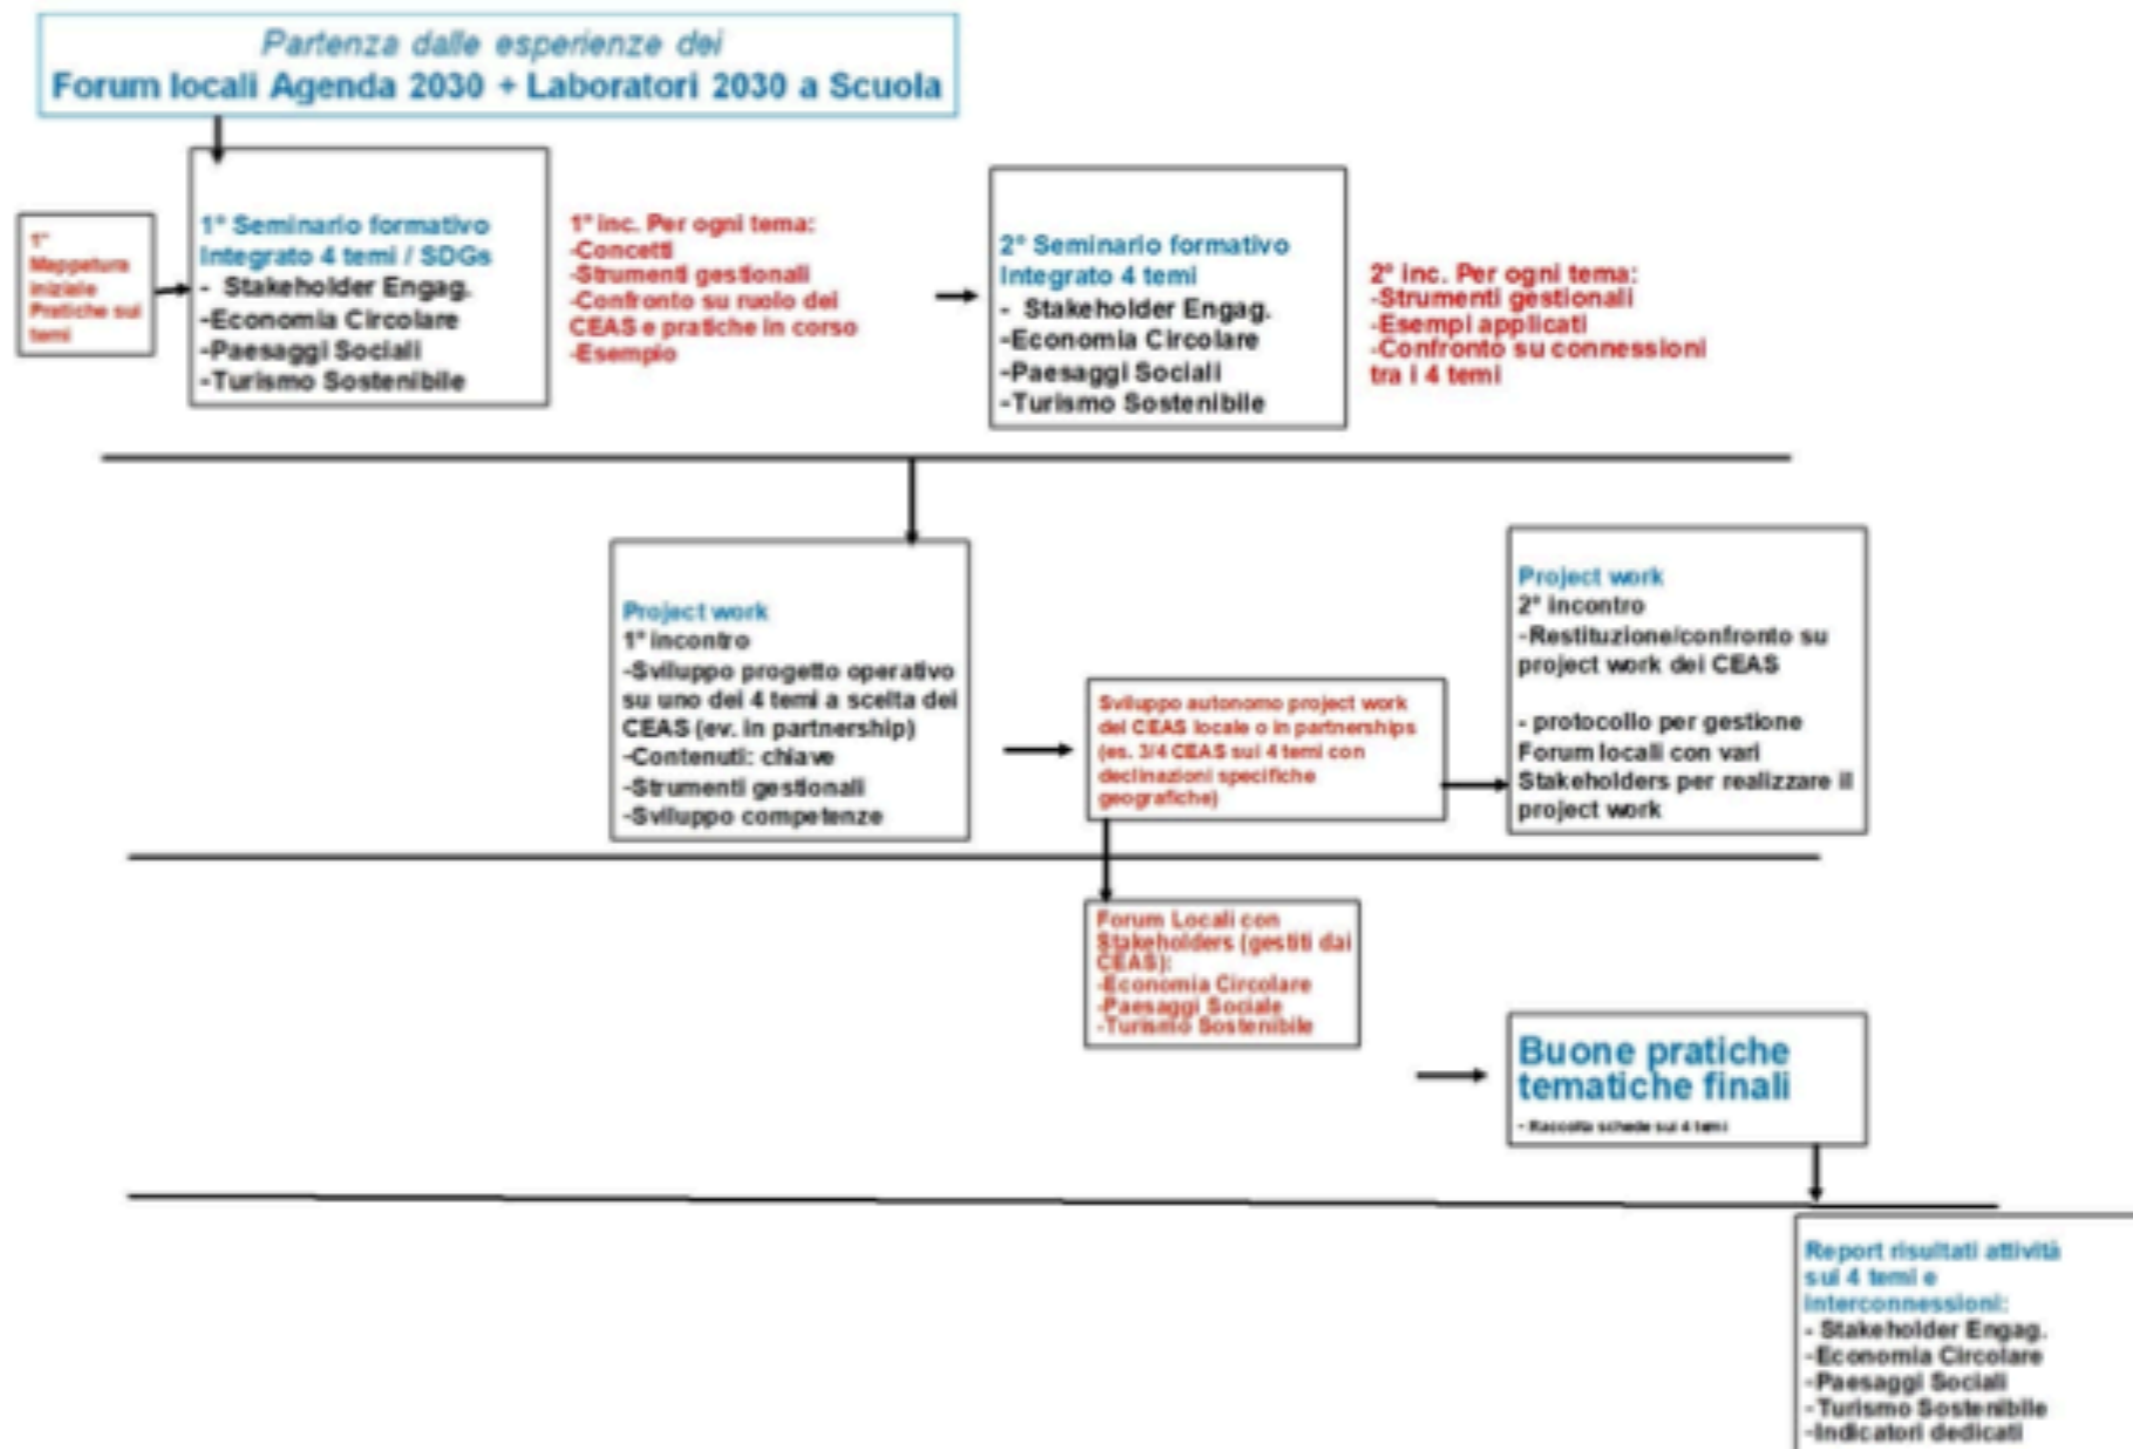 Partenza dalle esperienze dei
Forum locali Agenda 2030 + Laboratori 2030 a Scuola
1°
Mappatura
iniziale
Pratiche sui
temi
1° Seminario formativo
Integrato 4 temi / SDGs
- Stakeholder Engag.
-Economia Circolare
-Paesaggi Sociali
-Turismo Sostenibile
1° inc. Per ogni tema:
-Concetti
-Strumenti gestionali
-Confronto su ruolo dei
CEAS e pratiche in corso
-Esempio
2° Seminario formativo
Integrato 4 temi
- Stakeholder Engag.
-Economia Circolare
-Paesaggi Sociali
-Turismo Sostenibile
2° inc. Per ogni tema:
-Strumenti gestionali
-Esempi applicati
-Confronto su connessioni
tra i 4 temi
Project work
1° incontro
-Sviluppo progetto operativo
su uno dei 4 temi a scelta dei
CEAS (ev. in partnership)
-Contenuti: chiave
-Strumenti gestionali
-Sviluppo competenze
Sviluppo autonomo project work
del CEAS locale o in partnerships
(es. 3/4 CEAS sui 4 temi con
declinazioni specifiche
geografiche)
Project work
2° incontro
-Restituzione/confronto su
project work dei CEAS
- protocollo per gestione
Forum locali con vari
Stakeholders per realizzare il
project work
Forum Locali con
Stakeholders (gestiti dai
CEAS):
-Economia Circolare
-Paesaggi Sociale
-Turismo Sostenibile
Buone pratiche
tematiche finali
- Raccolta schede sui 4 temi
Report risultati attività
sui 4 temi e
interconnessioni:
- Stakeholder Engag.
-Economia Circolare
-Paesaggi Sociali
-Turismo Sostenibile
-Indicatori dedicati